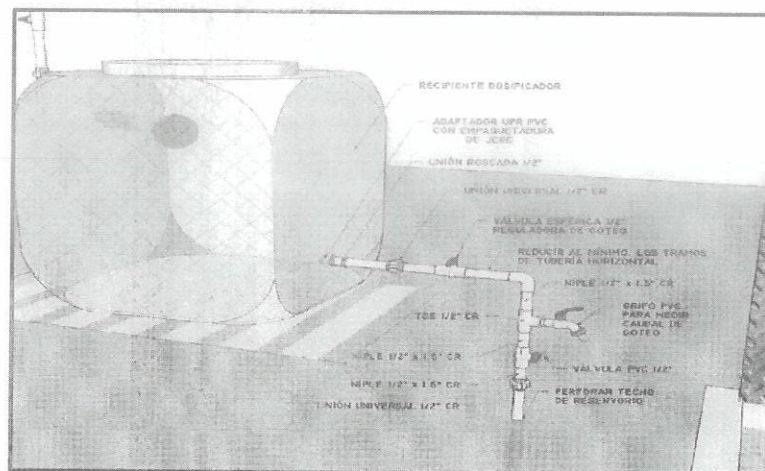 RECIPIENTE DOSIFICADOR
ADAPTADOR UPR PVC
CON EMPAQUETADURA
DE JEBE
UNIÓN ROSCADA 1/2"
UNIÓN UNIVERSAL 1/2" CR
VÁLVULA ESFÉRICA 1/2"
REGULADORA DE GOTEO
REDUCIR AL MÍNIMO, LOS TRAMOS
DE TUBERÍA HORIZONTAL
NIPLE 1/2" x 1.5" CR
GRIFO PVC
PARA MEDIR
CAUDAL DE
GOTEO
TEE 1/2" CR
NIPLE 1/2" x 1.5" CR
VÁLVULA PVC 1/2"
NIPLE 1/2" x 1.5" CR
PERFORAR TECHO
DE RESERVORIO
UNIÓN UNIVERSAL 1/2" CR